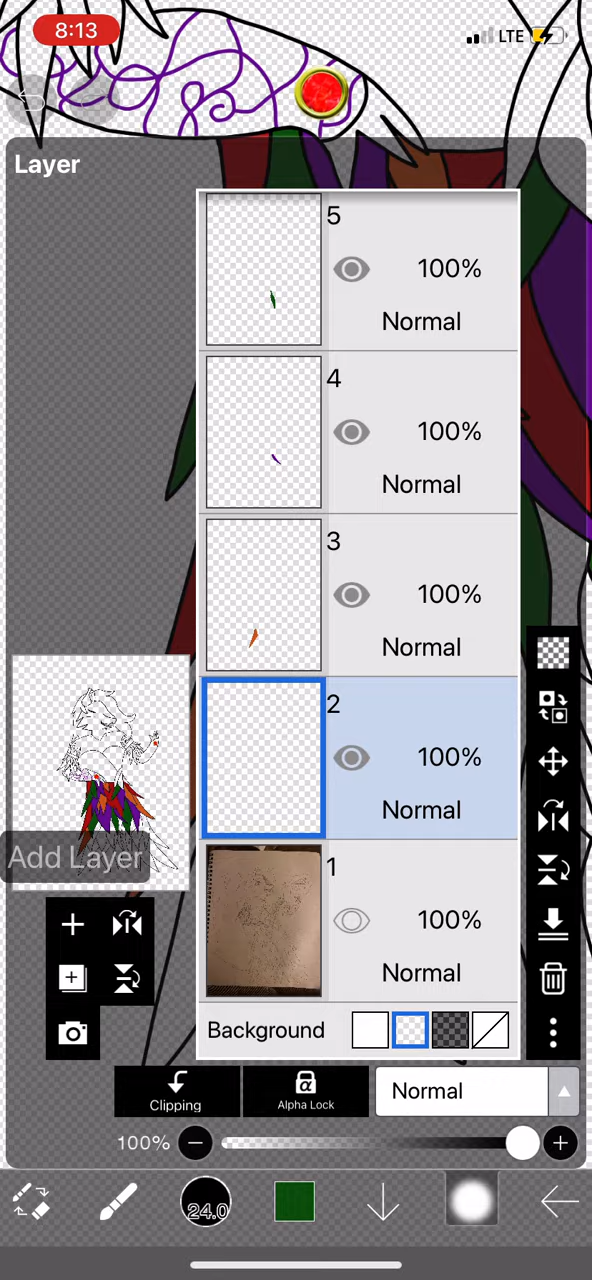 8:13
LTE
Layer
5
100%
Normal
4
100%
Normal
3
100%
Normal
2
100%
Normal
Add Layer
1
100%
Normal
Background
Clipping
Alpha Lock
Normal
100%
24.0